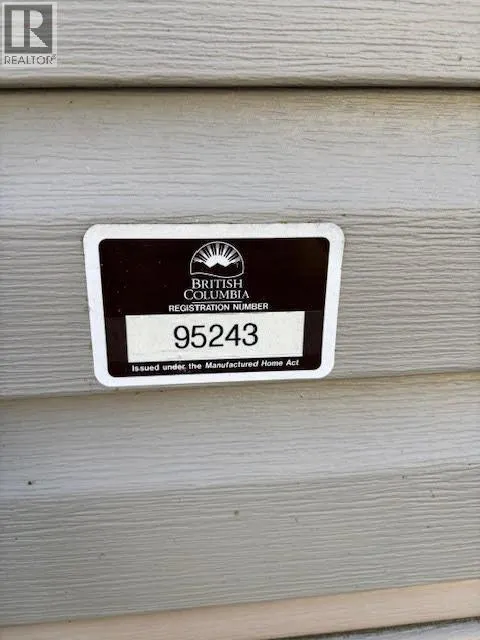 R
REALTOR®
BRITISH
COLUMBIA
REGISTRATION NUMBER
95243
Issued under the Manufactured Home Act